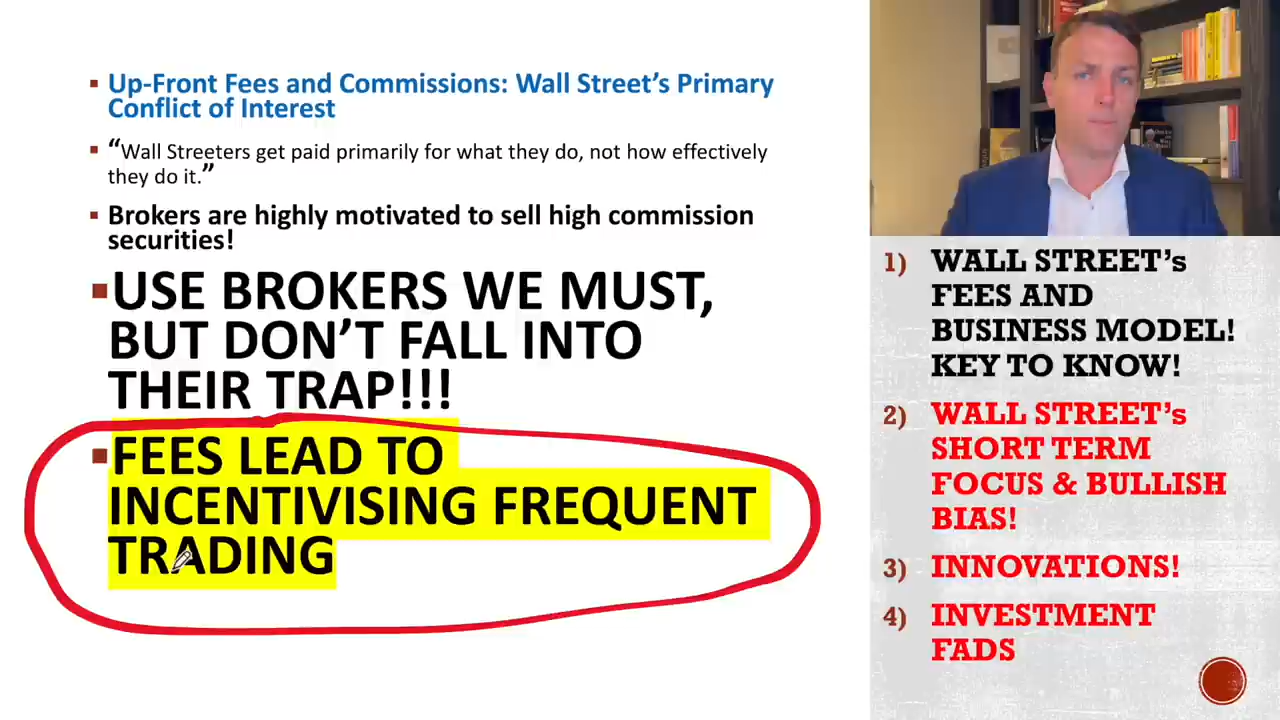 ▪ Up-Front Fees and Commissions: Wall Street’s Primary
Conflict of Interest
▪ “Wall Streeters get paid primarily for what they do, not how effectively
they do it.”
▪ Brokers are highly motivated to sell high commission
securities!
▪ USE BROKERS WE MUST,
BUT DON’T FALL INTO
THEIR TRAP!!!
▪ FEES LEAD TO
INCENTIVISING FREQUENT
TRADING
1) WALL STREET’s
FEES AND
BUSINESS MODEL!
KEY TO KNOW!
2) WALL STREET’s
SHORT TERM
FOCUS & BULLISH
BIAS!
3) INNOVATIONS!
4) INVESTMENT
FADS